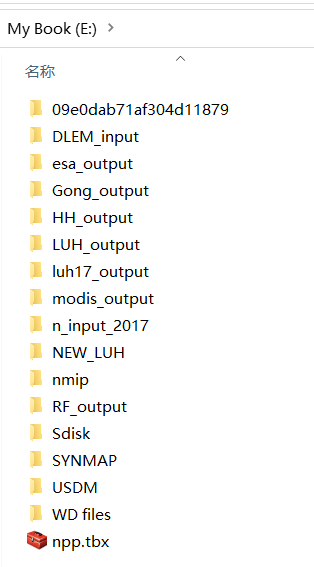 My Book (E:)
名称
09e0dab71af304d11879
DLEM_input
esa_output
Gong_output
HH_output
LUH_output
luh17_output
modis_output
n_input_2017
NEW_LUH
nmip
RF_output
Sdisk
SYNMAP
USDM
WD files
npp.tbx